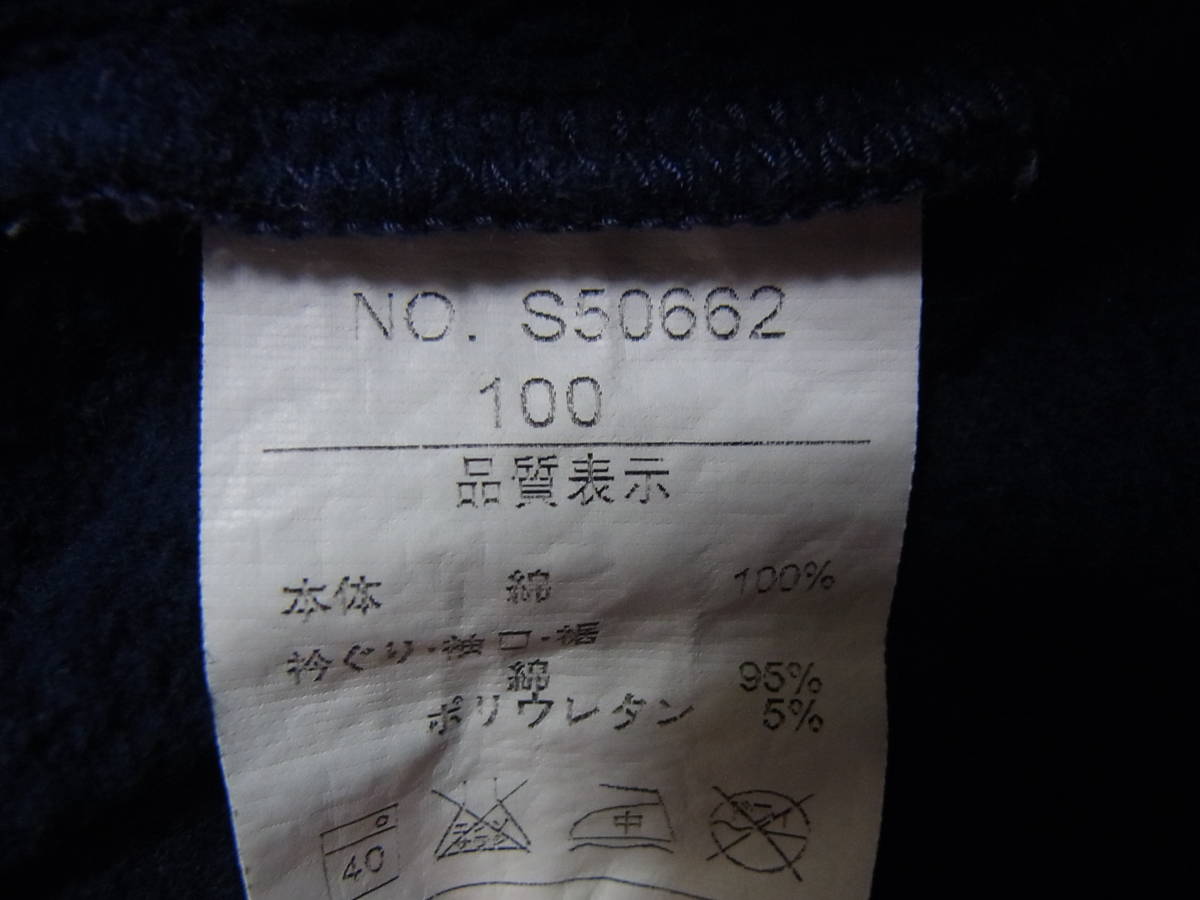 NO. S50662
100
品質表示
本体 綿 100%
衿ぐり・袖口・裾
綿 95%
ポリウレタン 5%
40 中